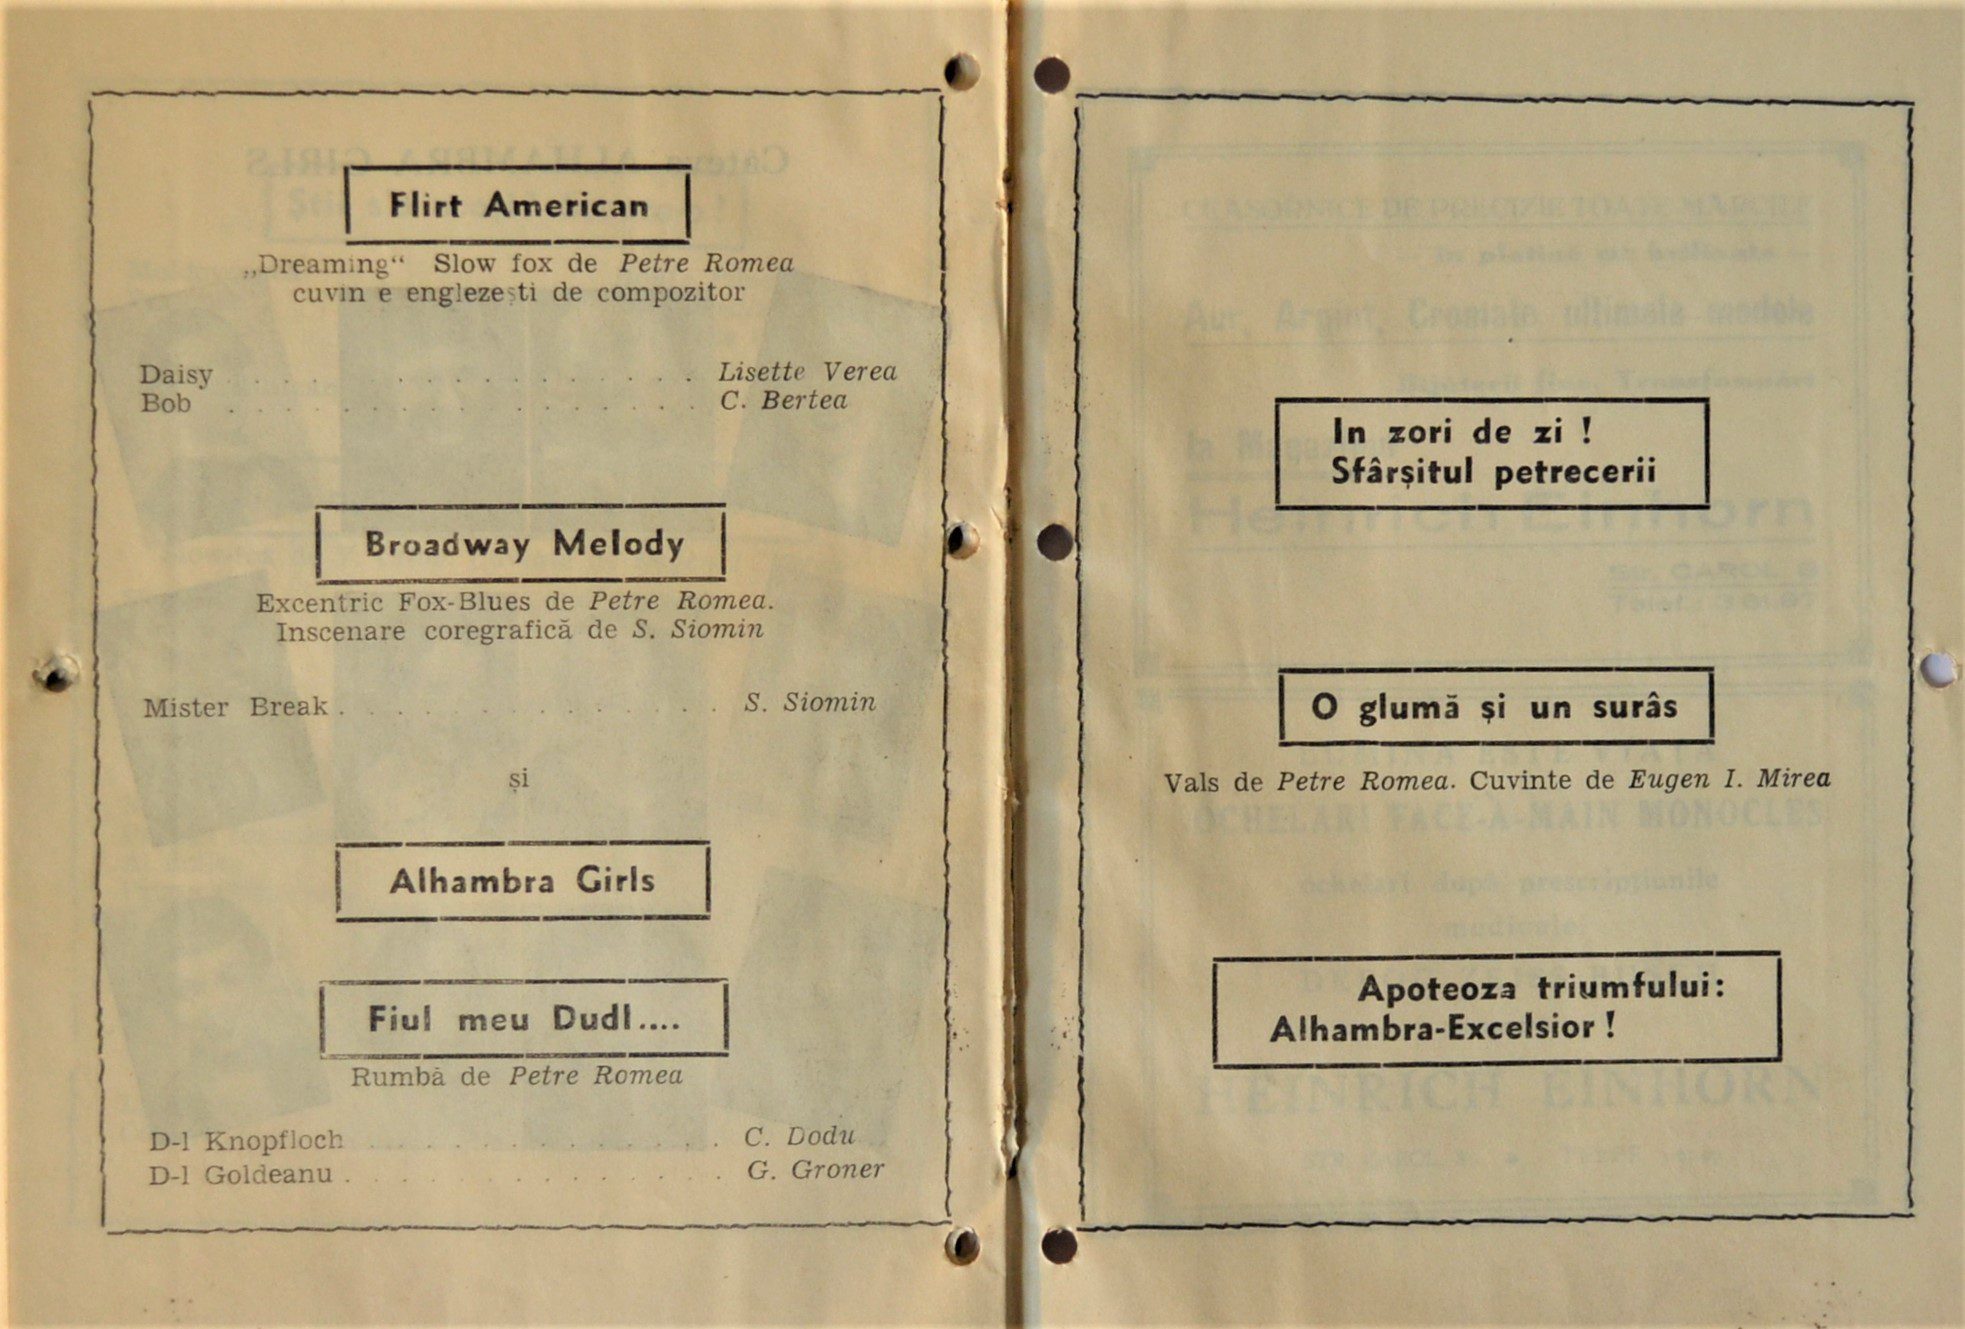 Flirt American
„Dreaming“ Slow fox de Petre Romea
cuvin e englezești de compozitor
Daisy . . . . . . . . . . . . . . . . . Lisette Verea
Bob . . . . . . . . . . . . . . . . . C. Bertea
Broadway Melody
Excentric Fox-Blues de Petre Romea.
Inscenare coregrafică de S. Siomin
Mister Break . . . . . . . . . . . . . . S. Siomin
și
Alhambra Girls
Fiul meu Dudl....
Rumbă de Petre Romea
D-l Knopfloch . . . . . . . . . . . . . C. Dodu
D-l Goldeanu . . . . . . . . . . . . . . G. Groner
In zori de zi !
Sfârșitul petrecerii
O glumă și un surâs
Vals de Petre Romea. Cuvinte de Eugen I. Mirea
Apoteoza triumfului:
Alhambra-Excelsior !